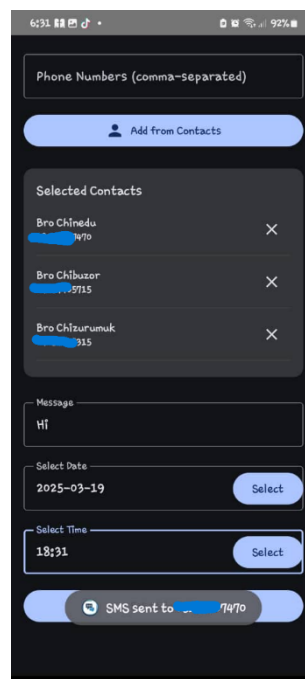 6:31 92%
Phone Numbers (comma-separated)
Add from Contacts
Selected Contacts
Bro Chinedu
7470
Bro Chibuzor
5715
Bro Chizurumuk
315
Message
Hi
Select Date
2025-03-19
Select
Select Time
18:31
Select
SMS sent to 7470